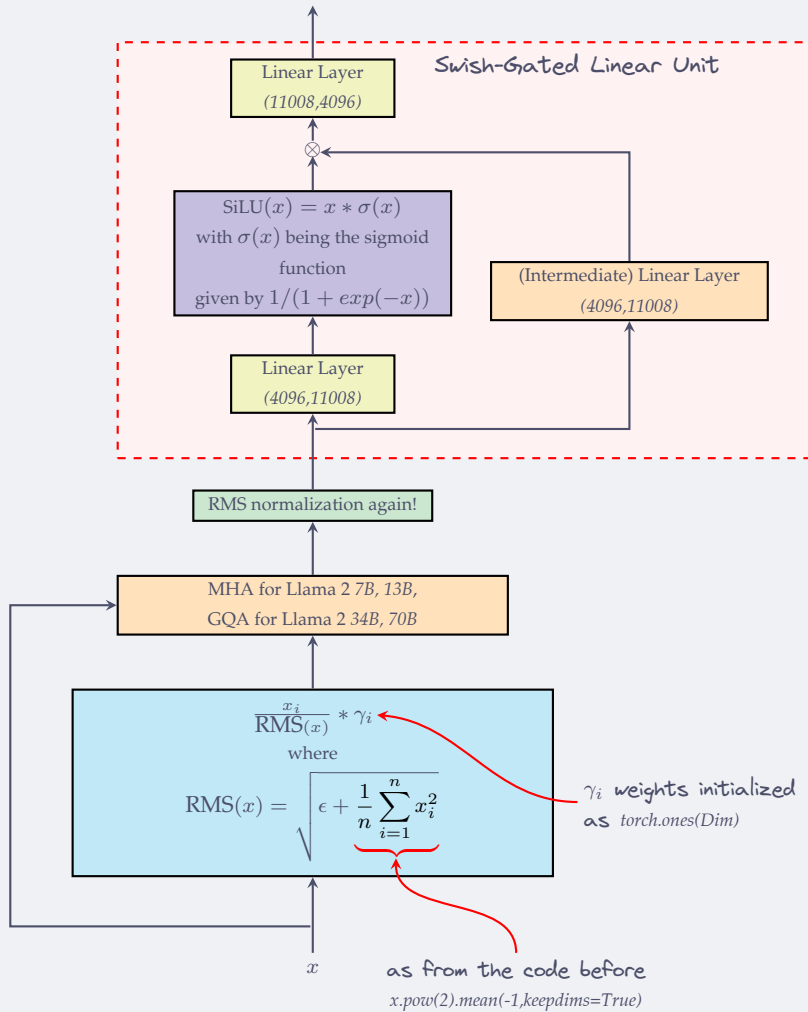 Swish-Gated Linear Unit
Linear Layer
(11008,4096)
⊗
SiLU(x) = x ∗ σ(x)
with σ(x) being the sigmoid
function
given by 1/(1 + exp(−x))
(Intermediate) Linear Layer
(4096,11008)
Linear Layer
(4096,11008)
RMS normalization again!
MHA for Llama 2 7B, 13B,
GQA for Llama 2 34B, 70B
x_i / RMS(x) ∗ γ_i
where
RMS(x) = √(ϵ + 1/n ∑_{i=1}^{n} x_i^2)
γ_i weights initialized
as torch.ones(Dim)
x
as from the code before
x.pow(2).mean(-1,keepdims=True)